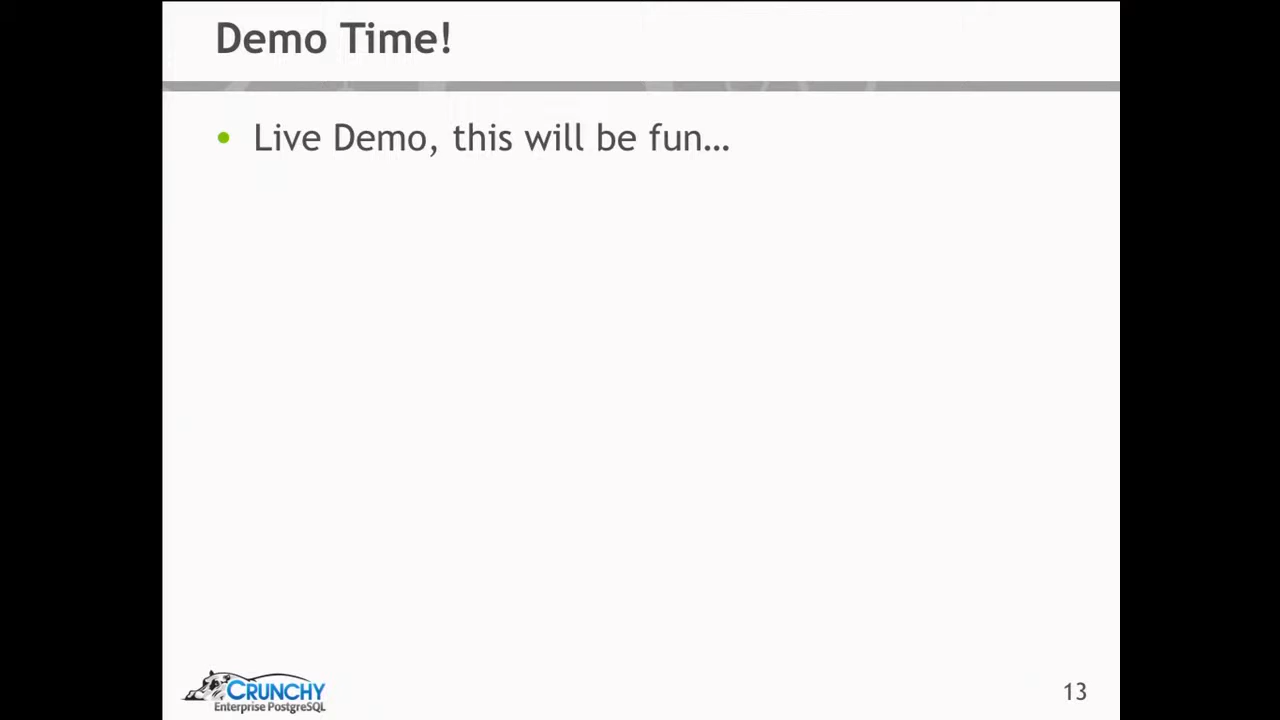 Demo Time!
• Live Demo, this will be fun…
CRUNCHY
Enterprise PostgreSQL
13